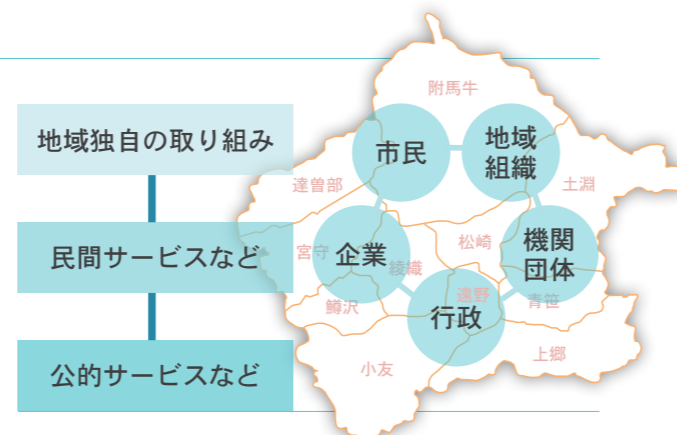 地域独自の取り組み
民間サービスなど
公的サービスなど
附馬牛
市民
地域
組織
達曽部
土淵
宮守
企業
綾織
松崎
機関
団体
鱒沢
遠野
行政
青笹
小友
上郷